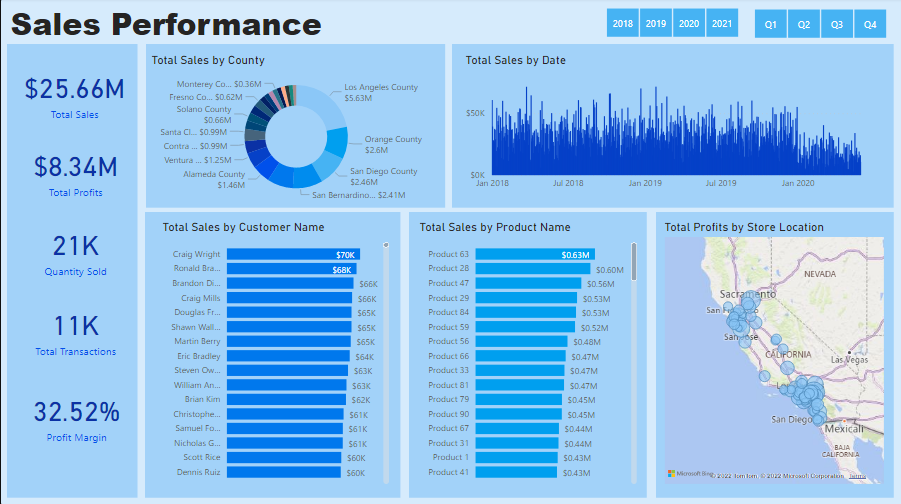 Sales Performance
2018 2019 2020 2021
Q1 Q2 Q3 Q4
$25.66M
Total Sales
$8.34M
Total Profits
21K
Quantity Sold
11K
Total Transactions
32.52%
Profit Margin
Total Sales by County
Monterey Co... $0.36M
Fresno Co... $0.62M
Solano County
$0.66M
Santa Cl... $0.99M
Contra ... $0.99M
Ventura ... $1.25M
Alameda County
$1.46M
Los Angeles County
$5.63M
Orange County
$2.6M
San Diego County
$2.46M
San Bernardino... $2.41M
Total Sales by Date
$50K
$0K
Jan 2018 Jul 2018 Jan 2019 Jul 2019 Jan 2020
Total Sales by Customer Name
Craig Wright $70K
Ronald Bra... $68K
Brandon Di... $66K
Craig Mills $66K
Douglas Fr... $65K
Shawn Wall... $65K
Martin Berry $65K
Eric Bradley $64K
Steven Ow... $63K
William An... $63K
Brian Kim $62K
Christophe... $61K
Samuel Fo... $61K
Nicholas G... $61K
Scott Rice $60K
Dennis Ruiz $60K
Total Sales by Product Name
Product 63 $0.63M
Product 28 $0.60M
Product 47 $0.56M
Product 29 $0.53M
Product 84 $0.53M
Product 59 $0.52M
Product 56 $0.48M
Product 66 $0.47M
Product 33 $0.47M
Product 81 $0.47M
Product 79 $0.45M
Product 90 $0.45M
Product 67 $0.44M
Product 31 $0.44M
Product 1 $0.43M
Product 41 $0.43M
Total Profits by Store Location
NEVADA
Sacramento
San
San Jose
CALIFORNIA
Las Vegas
San Diego
Mexicali
BAJA
CALIFORNIA
Microsoft Bing
© 2022 TomTom, © 2022 Microsoft Corporation Terms